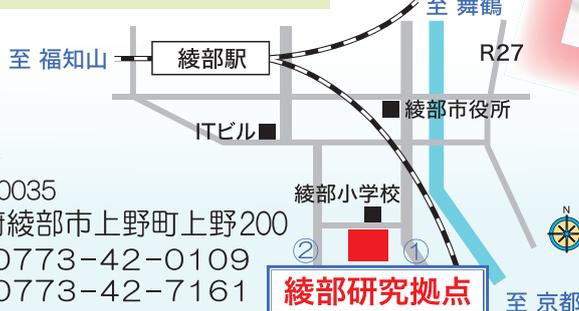 至 舞鶴
至 福知山
綾部駅
R27
綾部市役所
ITビル
0035
綾部小学校
府綾部市上野町上野200
N
0773-42-0109
② ①
0773-42-7161
綾部研究拠点
至 京都